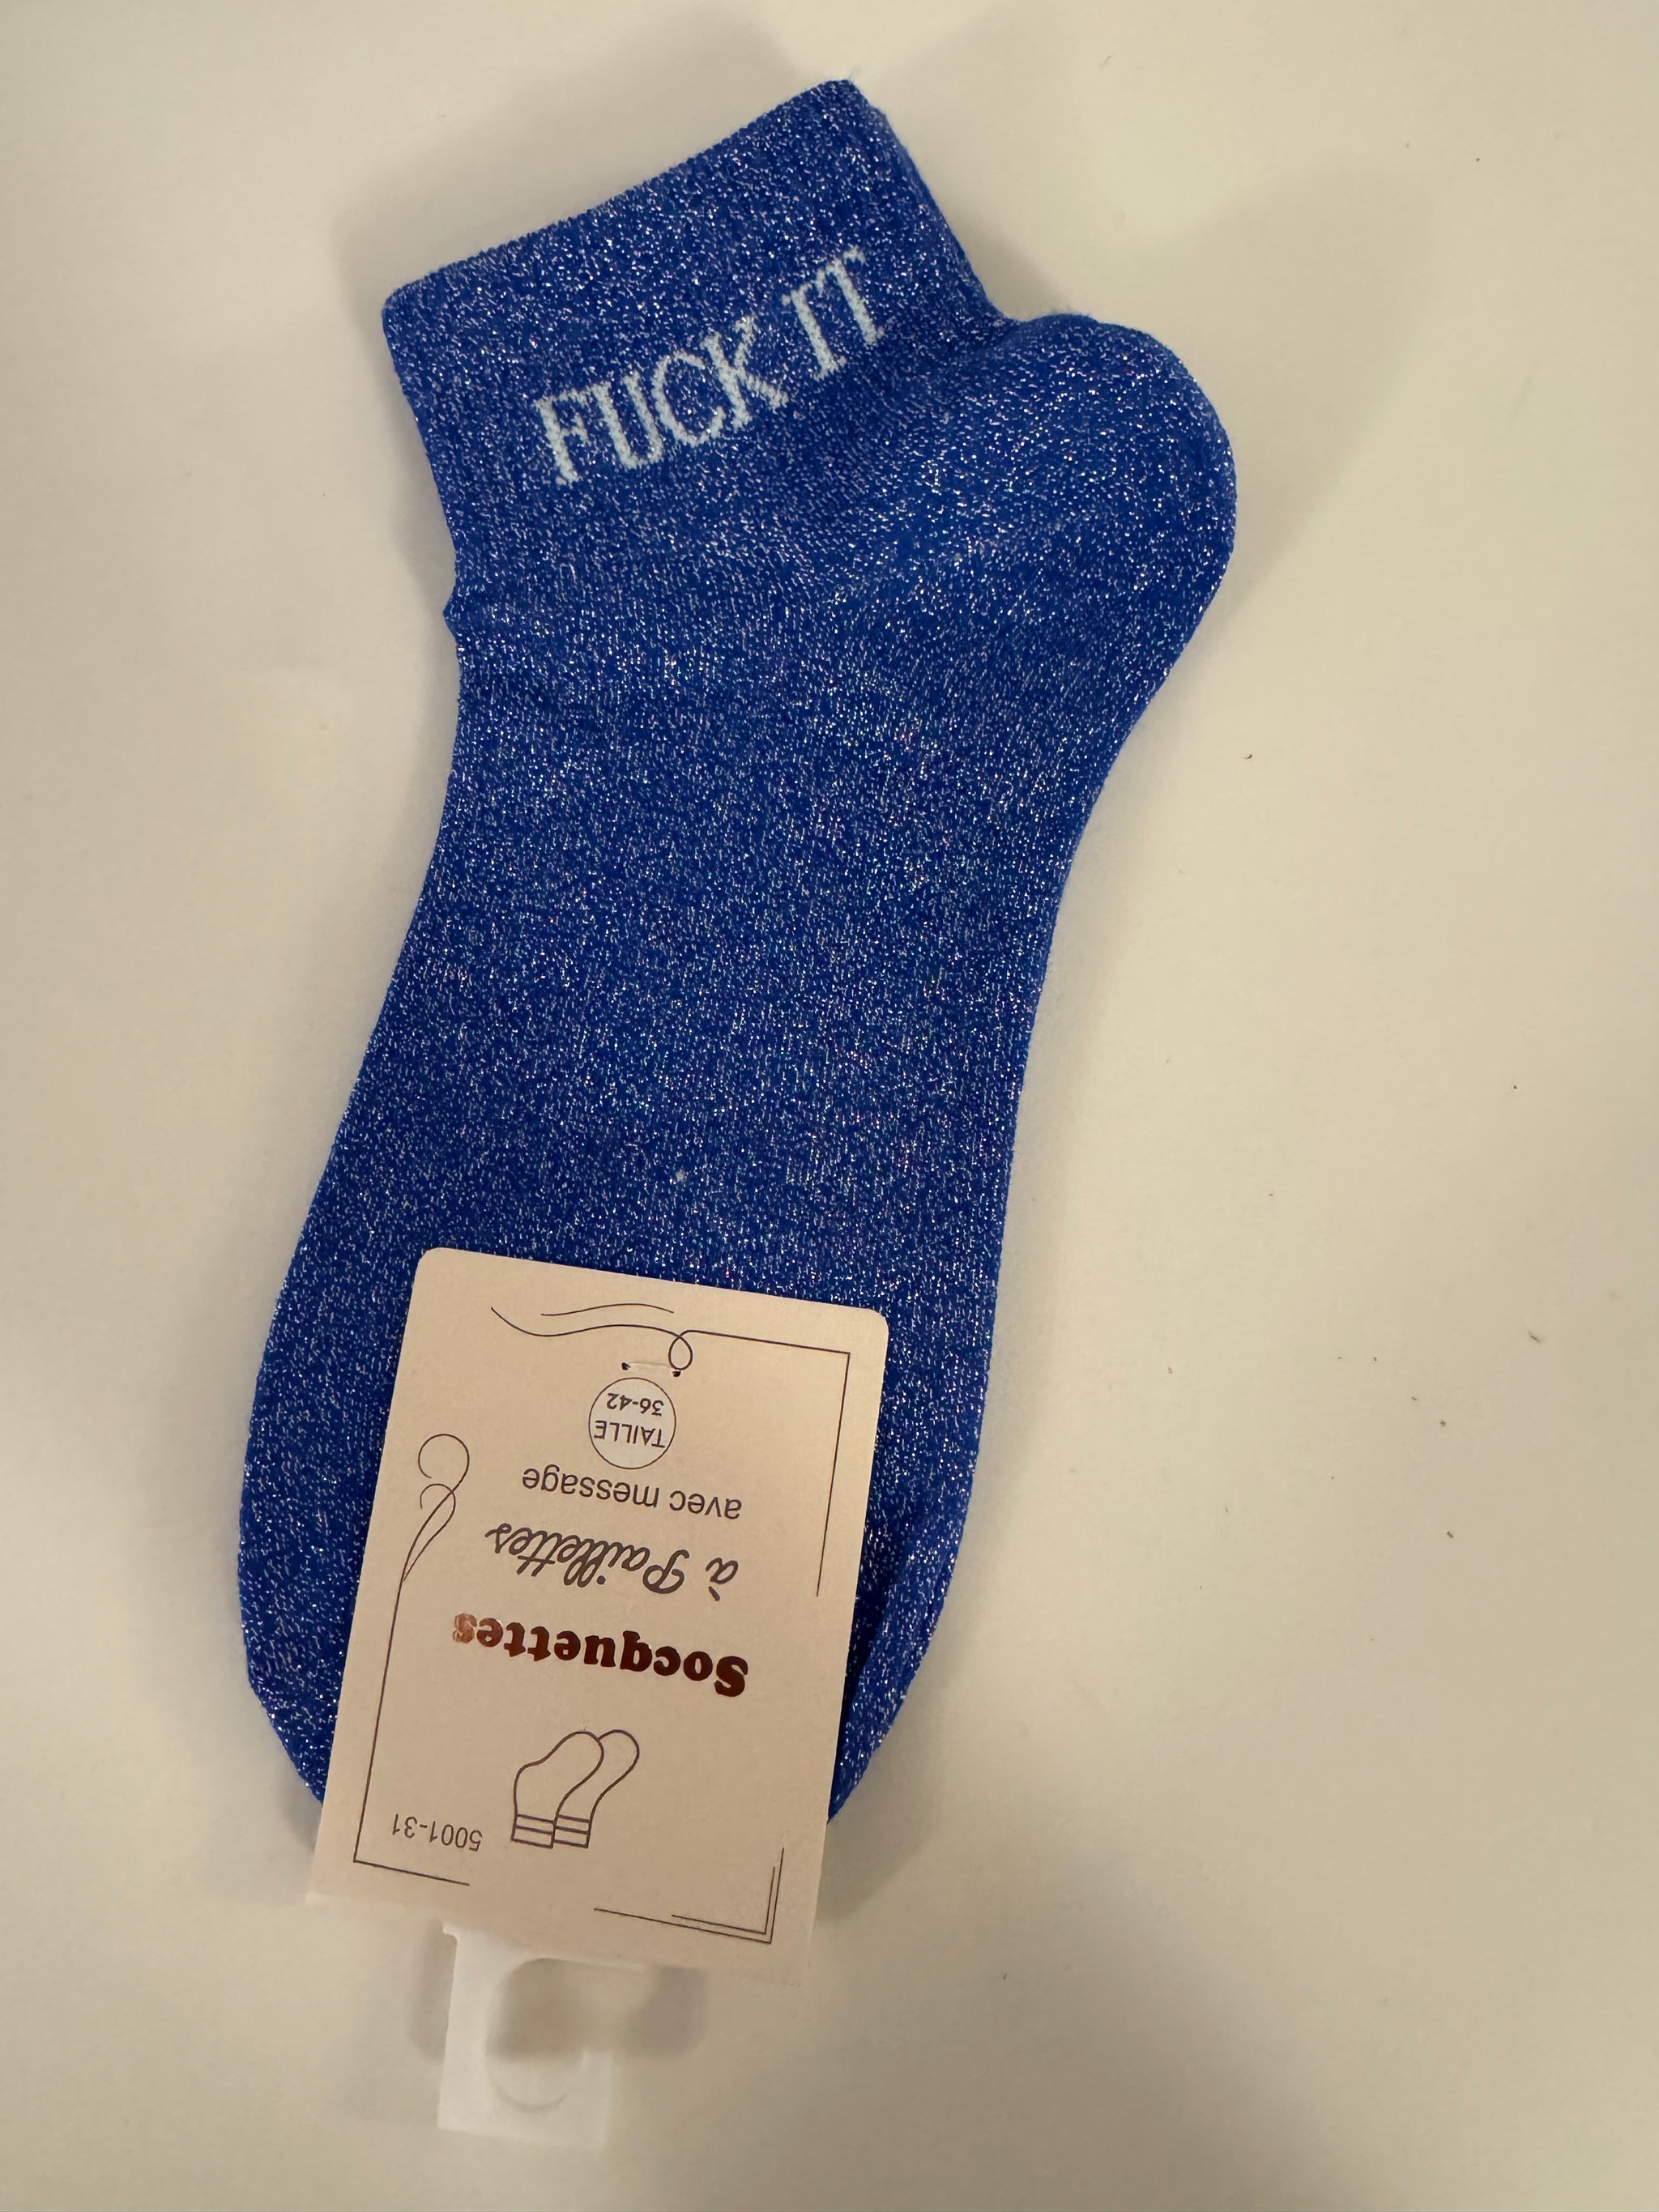 FUCK IT
5001-31
Socquettes
à Paillettes
avec message
TAILLE
36-42